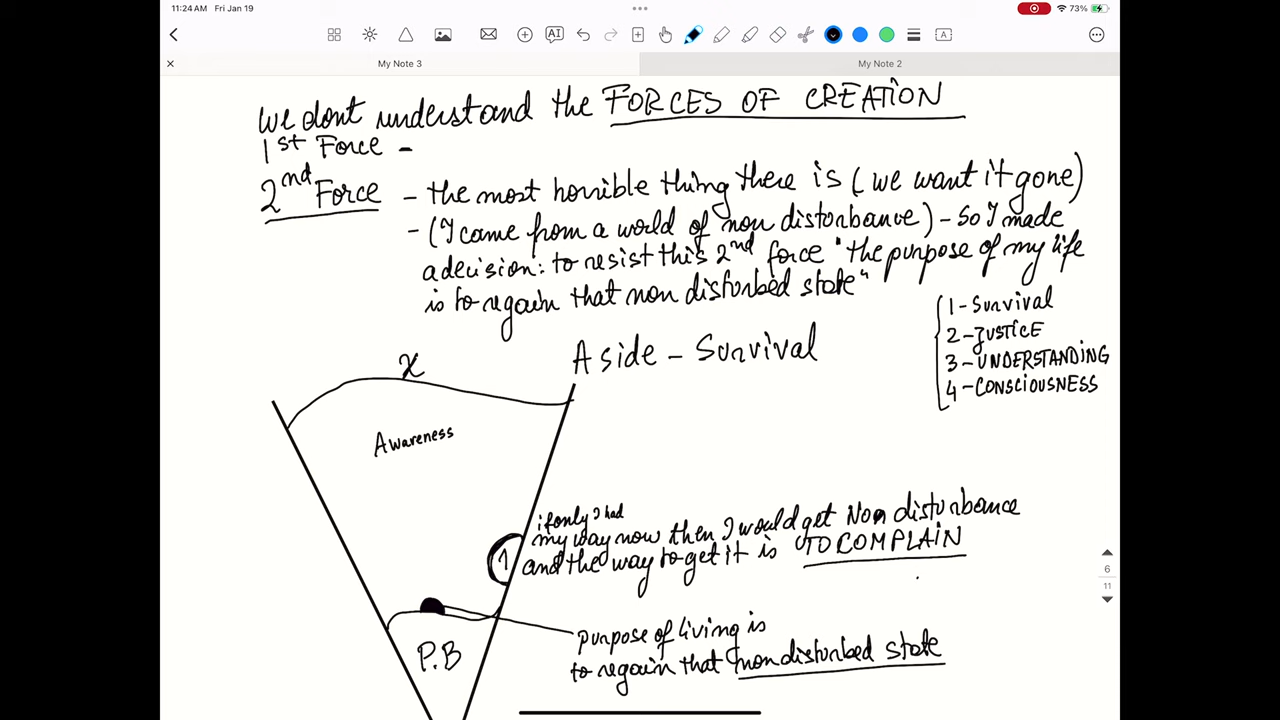 11:24 AM Fri Jan 19
73%
My Note 3
My Note 2
We dont understand the FORCES OF CREATION
1st Force -
2nd Force - the most horrible thing there is (we want it gone)
- (I came from a world of non disturbance) - So I made
a decision: to resist this 2nd force "the purpose of my life
is to regain that non disturbed state"
1 - Survival
2 - JUSTICE
3 - UNDERSTANDING
4 - CONSCIOUSNESS
A side - Survival
X
Awareness
if only I had
my way now then I would get Non disturbance
and the way to get it is TO COMPLAIN
1
purpose of living is
to regain that non disturbed state
P.B
6
11
AI
A